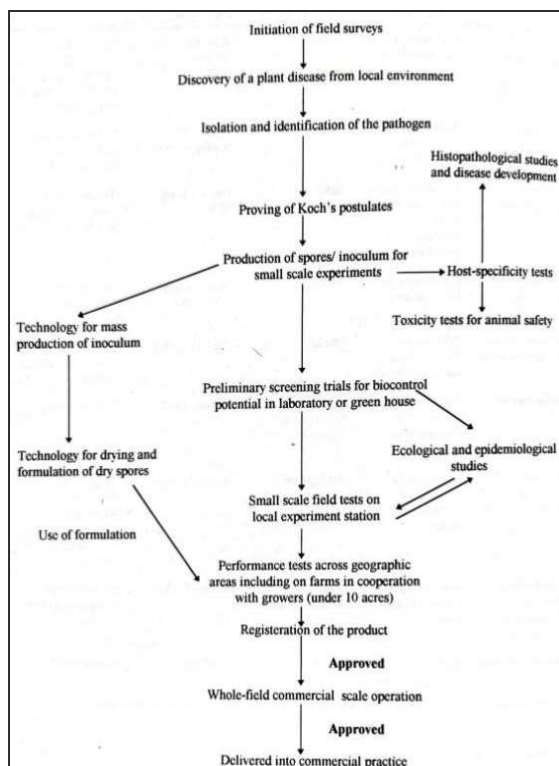 Initiation of field surveys
Discovery of a plant disease from local environment
Isolation and identification of the pathogen
Histopathological studies
and disease development
Proving of Koch's postulates
Production of spores/ inoculum for
small scale experiments
Host-specificity tests
Technology for mass
production of inoculum
Toxicity tests for animal safety
Preliminary screening trials for biocontrol
potential in laboratory or green house
Technology for drying and
formulation of dry spores
Ecological and epidemiological
studies
Small scale field tests on
local experiment station
Use of formulation
Performance tests across geographic
areas including on farms in cooperation
with growers (under 10 acres)
Registeration of the product
Approved
Whole-field commercial scale operation
Approved
Delivered into commercial practice